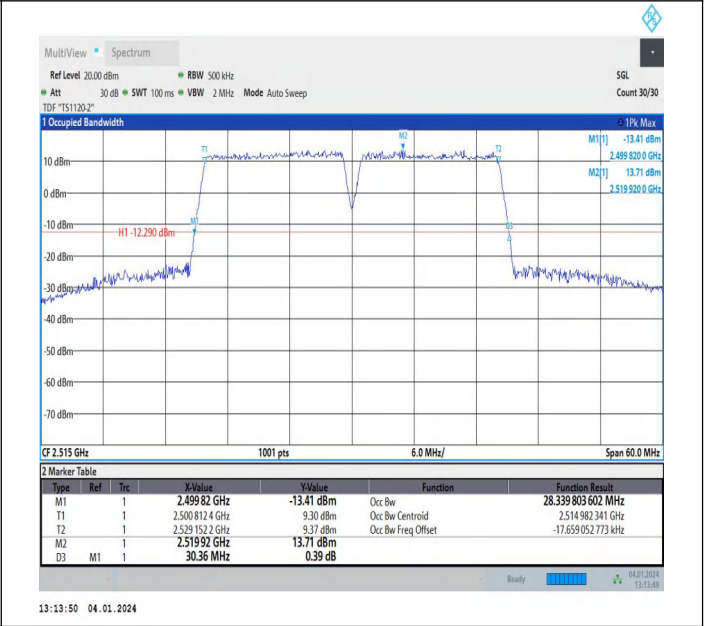 R&S
MultiView Spectrum
Ref Level 20.00 dBm RBW 500 kHz SGL
Att 30 dB SWT 100 ms VBW 2 MHz Mode Auto Sweep Count 30/30
TDF "TS1120-2"
1 Occupied Bandwidth 1Pk Max
M1[1] -13.41 dBm
2.499 820 0 GHz
M2[1] 13.71 dBm
2.519 920 0 GHz
T1 M2 T2
10 dBm
0 dBm
-10 dBm
M1 D3
H1 -12.290 dBm
-20 dBm
-30 dBm
-40 dBm
-50 dBm
-60 dBm
-70 dBm
CF 2.515 GHz 1001 pts 6.0 MHz/ Span 60.0 MHz
2 Marker Table
Type Ref Trc X-Value Y-Value Function Function Result
M1 1 2.499 82 GHz -13.41 dBm Occ Bw 28.339 803 602 MHz
T1 1 2.500 812 4 GHz 9.30 dBm Occ Bw Centroid 2.514 982 341 GHz
T2 1 2.529 152 2 GHz 9.37 dBm Occ Bw Freq Offset -17.659 052 773 kHz
M2 1 2.519 92 GHz 13.71 dBm
D3 M1 1 30.36 MHz 0.39 dB
Ready 04.01.2024
13:13:48
13:13:50 04.01.2024